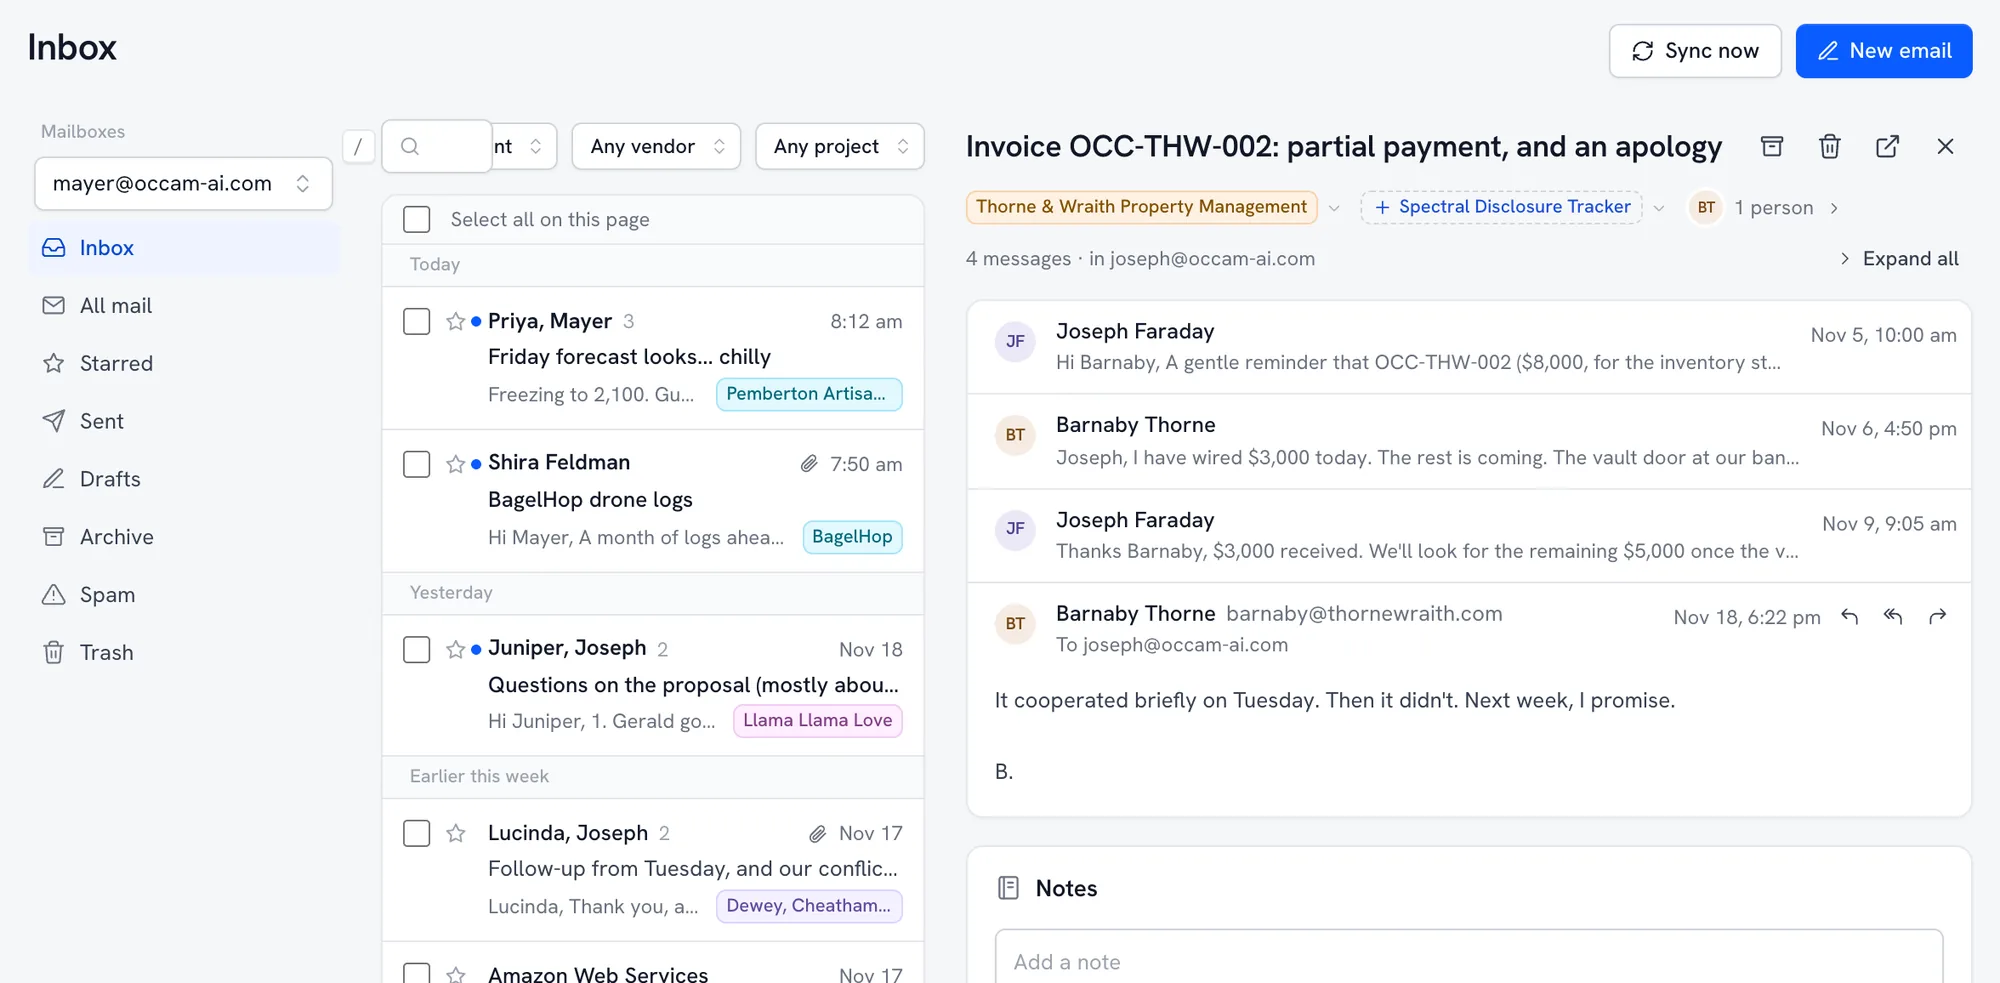 Inbox
Sync now
New email
Mailboxes
mayer@occam-ai.com
Inbox
All mail
Starred
Sent
Drafts
Archive
Spam
Trash
/
nt
Any vendor
Any project
Select all on this page
Today
Priya, Mayer 3
8:12 am
Friday forecast looks... chilly
Freezing to 2,100. Gu...
Pemberton Artisa...
Shira Feldman
7:50 am
BagelHop drone logs
Hi Mayer, A month of logs ahea...
BagelHop
Yesterday
Juniper, Joseph 2
Nov 18
Questions on the proposal (mostly abou...
Hi Juniper, 1. Gerald go...
Llama Llama Love
Earlier this week
Lucinda, Joseph 2
Nov 17
Follow-up from Tuesday, and our conflic...
Lucinda, Thank you, a...
Dewey, Cheatham...
Amazon Web Services
Nov 17
Invoice OCC-THW-002: partial payment, and an apology
Thorne & Wraith Property Management
+ Spectral Disclosure Tracker
BT
1 person
4 messages · in joseph@occam-ai.com
Expand all
JF
Joseph Faraday
Nov 5, 10:00 am
Hi Barnaby, A gentle reminder that OCC-THW-002 ($8,000, for the inventory st...
BT
Barnaby Thorne
Nov 6, 4:50 pm
Joseph, I have wired $3,000 today. The rest is coming. The vault door at our ban...
JF
Joseph Faraday
Nov 9, 9:05 am
Thanks Barnaby, $3,000 received. We'll look for the remaining $5,000 once the v...
BT
Barnaby Thorne barnaby@thornewraith.com
Nov 18, 6:22 pm
To joseph@occam-ai.com
It cooperated briefly on Tuesday. Then it didn't. Next week, I promise.
B.
Notes
Add a note